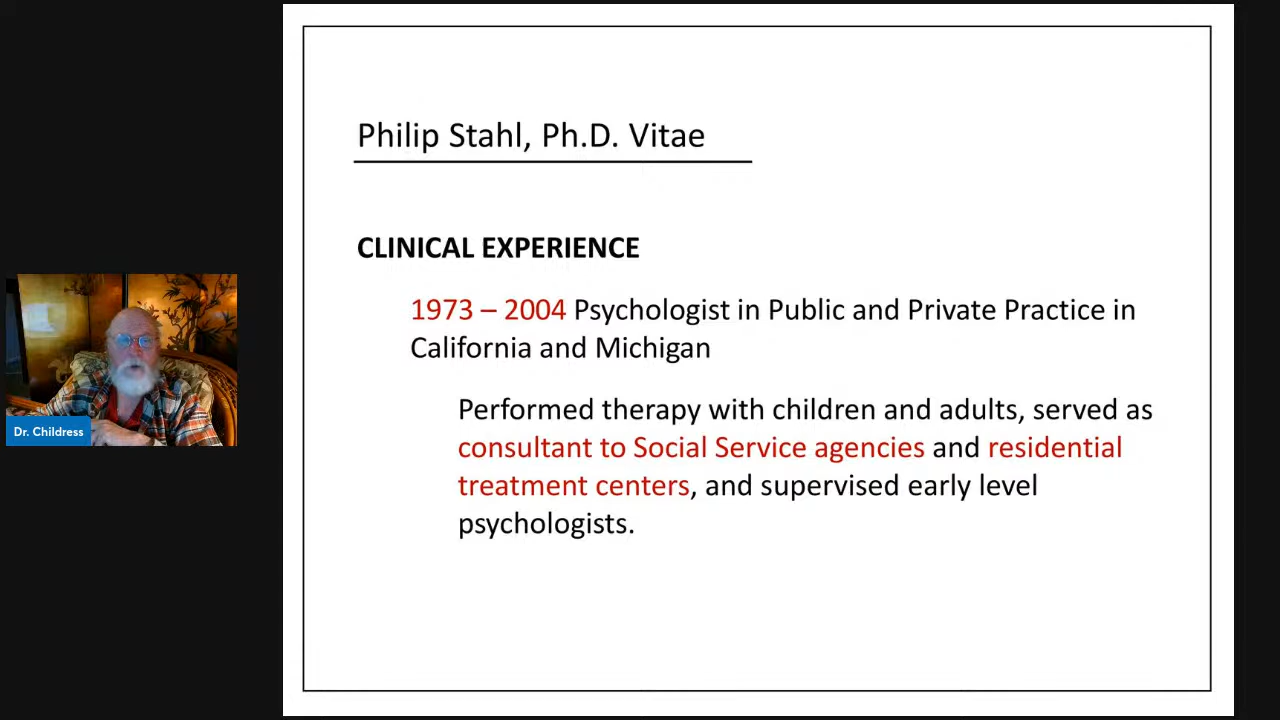 Philip Stahl, Ph.D. Vitae
CLINICAL EXPERIENCE
1973 – 2004 Psychologist in Public and Private Practice in
California and Michigan
Performed therapy with children and adults, served as
consultant to Social Service agencies and residential
treatment centers, and supervised early level
psychologists.
Dr. Childress